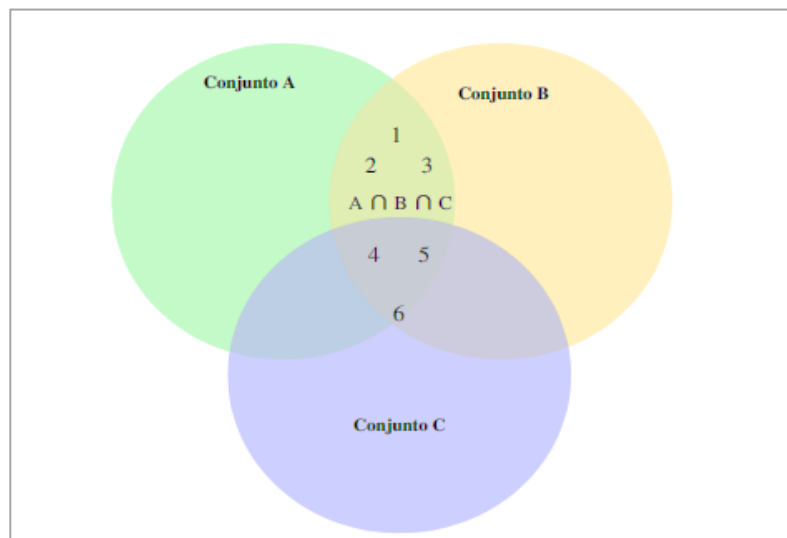 Conjunto A
Conjunto B
1
2 3
A ∩ B ∩ C
4 5
6
Conjunto C